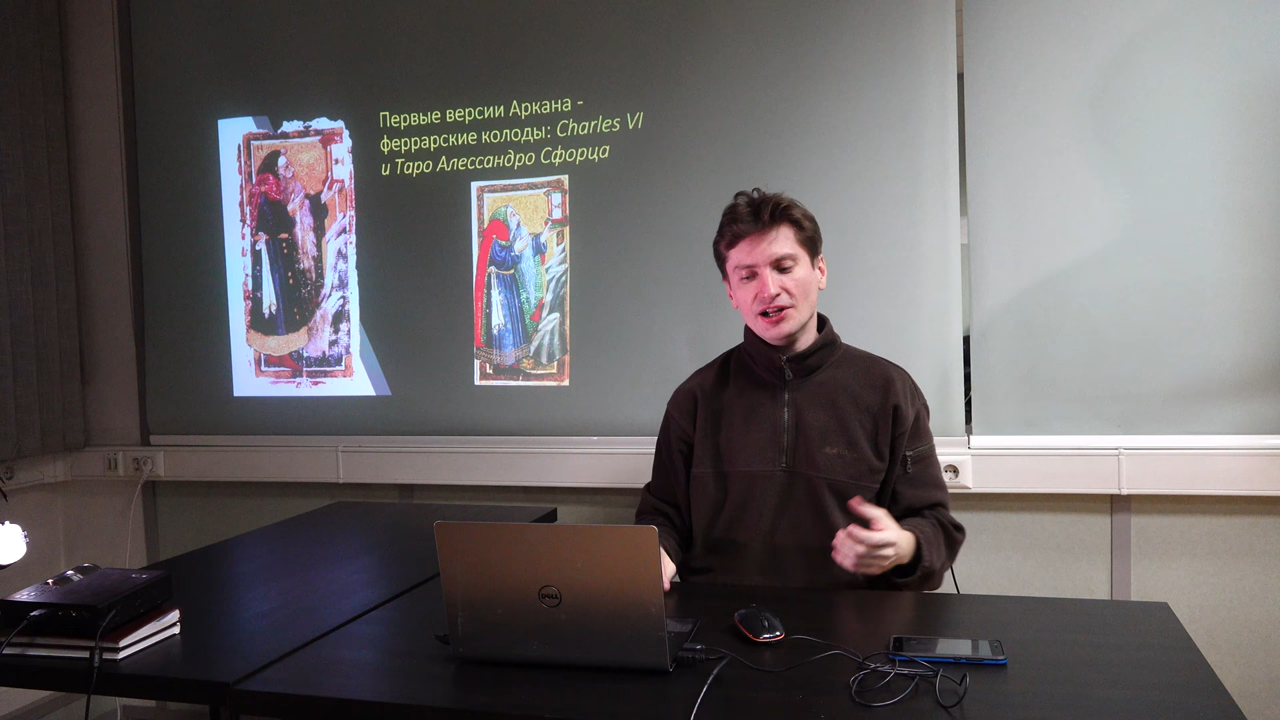 Первые версии Аркана -
феррарские колоды: Charles VI
и Таро Алессандро Сфорца
DELL